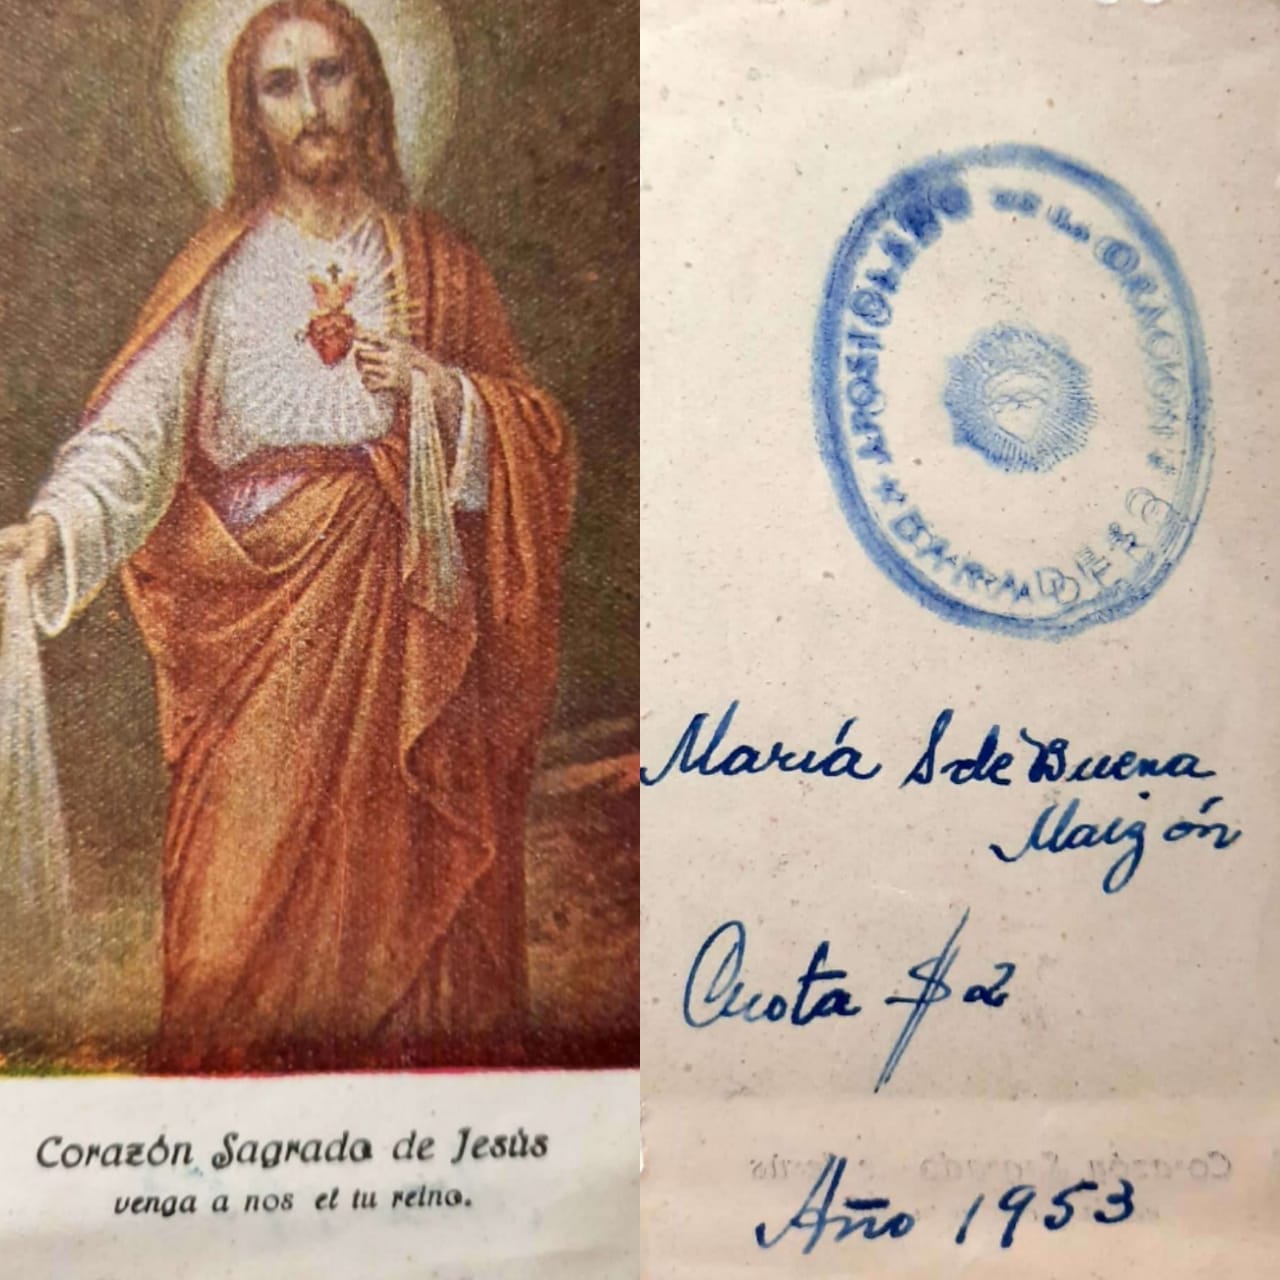 Corazón Sagrado de Jesús
venga a nos el tu reino.
APOSTOLADO de la ORACION
María S de Buena
Maizón
Cuota $2
Año 1953